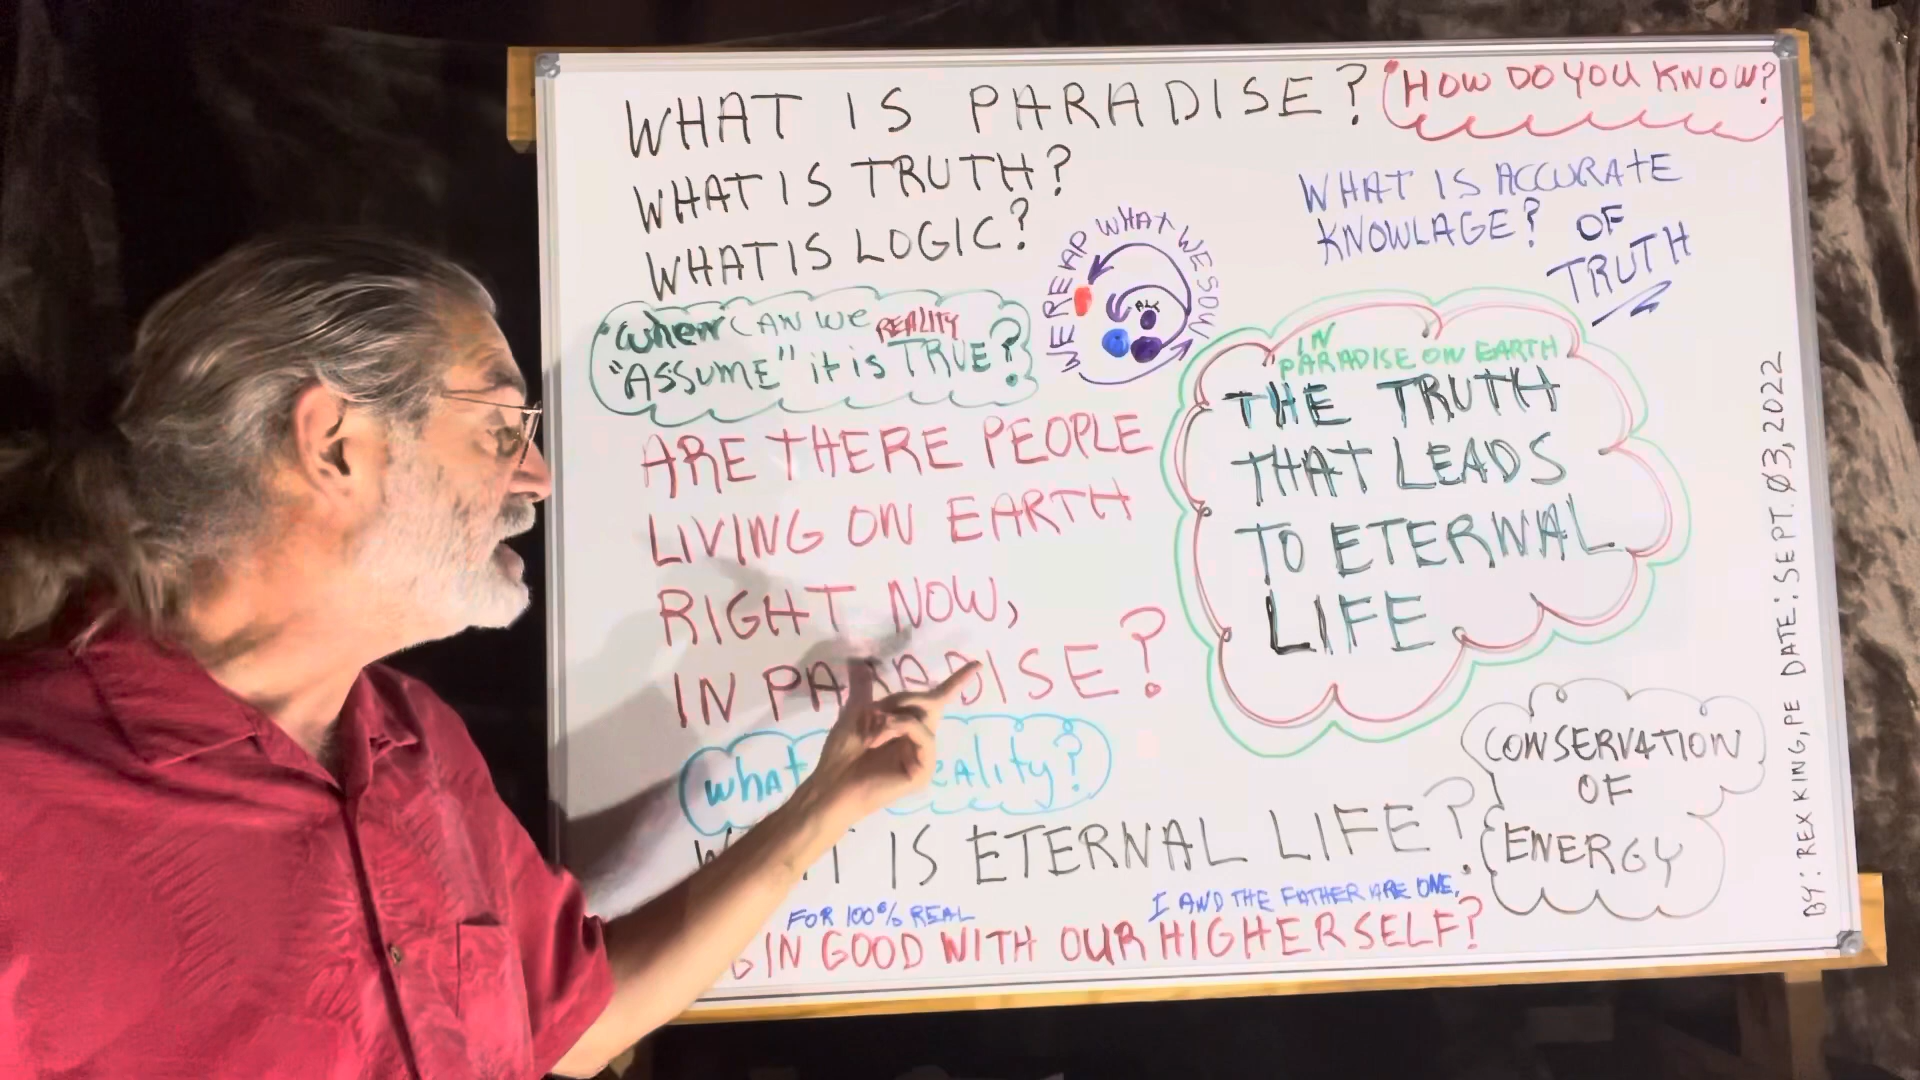 WHAT IS PARADISE?
HOW DO YOU KNOW?
WHAT IS TRUTH?
WHAT IS LOGIC?
WHAT IS ACCURATE
KNOWLAGE? OF
TRUTH
WE REAP WHAT WE SOW
when CAN WE REALITY
"ASSUME" it is TRUE?
IN
PARADISE ON EARTH
THE TRUTH
THAT LEADS
TO ETERNAL
LIFE
ARE THERE PEOPLE
LIVING ON EARTH
RIGHT NOW,
IN PARADISE?
what eality?
IS ETERNAL LIFE?
CONSERVATION
OF
ENERGY
FOR 100% REAL
I AND THE FATHER ARE ONE.
G IN GOOD WITH OUR HIGHER SELF?
BY: REX KING, PE DATE: SEPT. 03, 2022